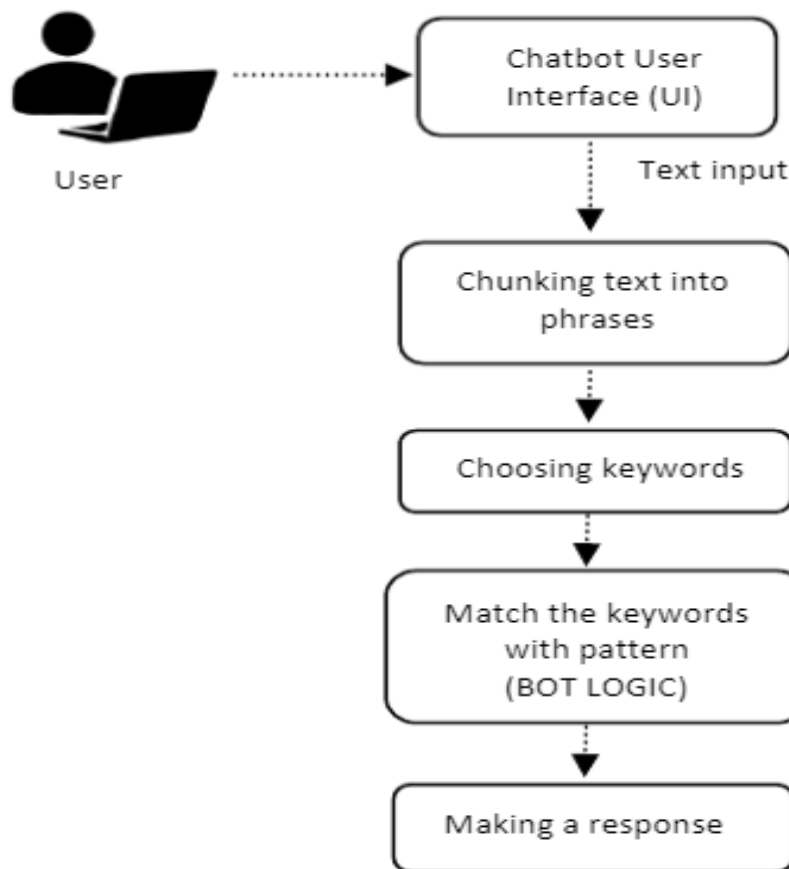 Chatbot User
Interface (UI)
User
Text input
Chunking text into
phrases
Choosing keywords
Match the keywords
with pattern
(BOT LOGIC)
Making a response